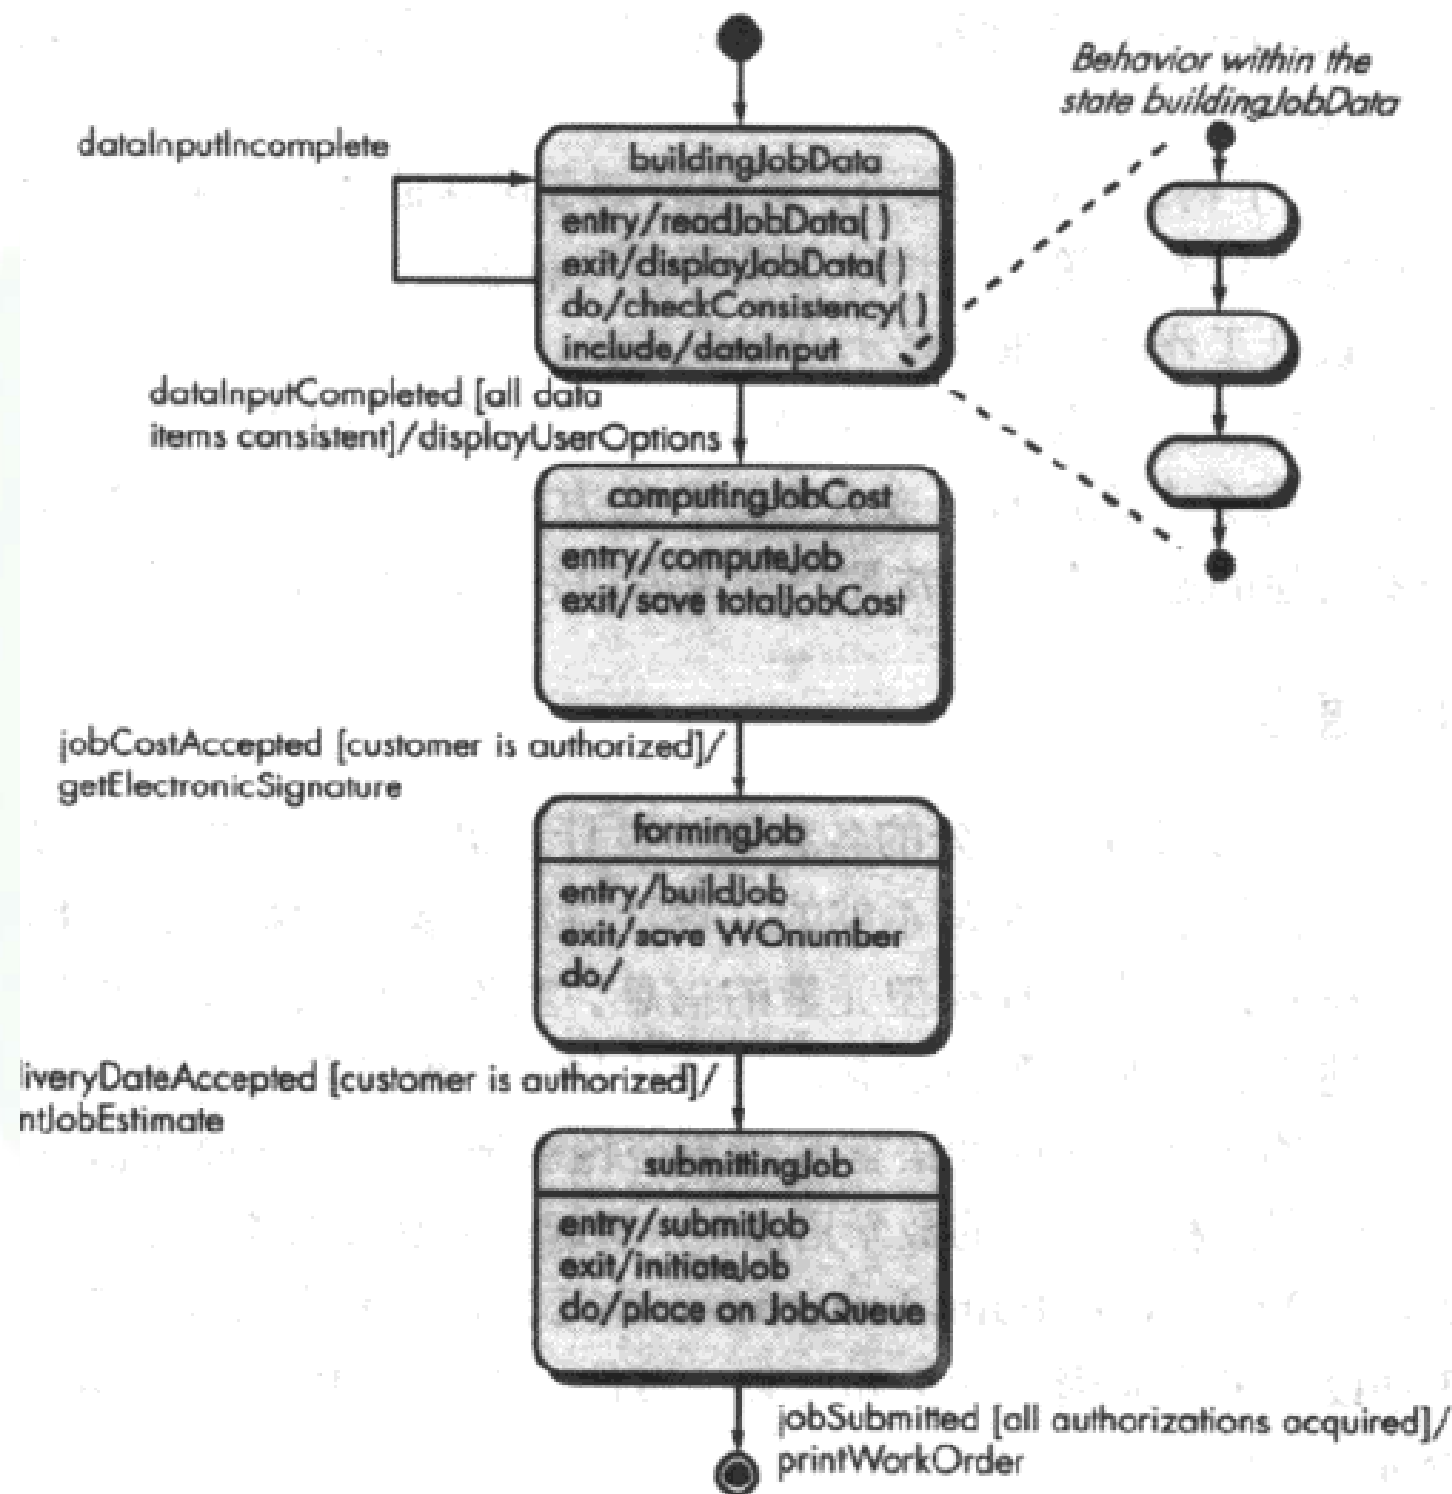 Behavior within the
state buildingJobData
dataInputIncomplete
buildingJobData
entry/readJobData( )
exit/displayJobData( )
do/checkConsistency( )
include/dataInput
dataInputCompleted [all data
items consistent]/displayUserOptions
computingJobCost
entry/computeJob
exit/save totalJobCost
jobCostAccepted [customer is authorized]/
getElectronicSignature
formingJob
entry/buildJob
exit/save WOnumber
do/
liveryDateAccepted [customer is authorized]/
ntJobEstimate
submittingJob
entry/submitJob
exit/initiateJob
do/place on JobQueue
jobSubmitted [all authorizations acquired]/
printWorkOrder